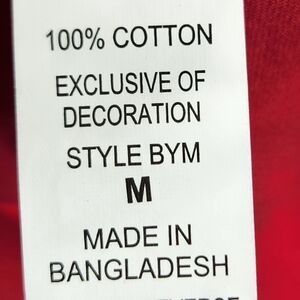 100% COTTON
EXCLUSIVE OF
DECORATION
STYLE BYM
M
MADE IN
BANGLADESH